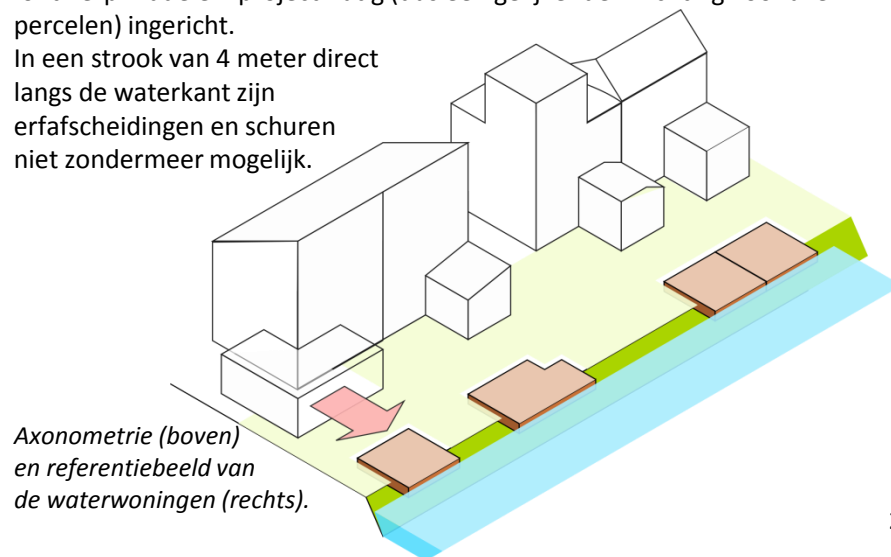 percelen) ingericht.
In een strook van 4 meter direct
langs de waterkant zijn
erfafscheidingen en schuren
niet zondermeer mogelijk.
Axonometrie (boven)
en referentiebeeld van
de waterwoningen (rechts).